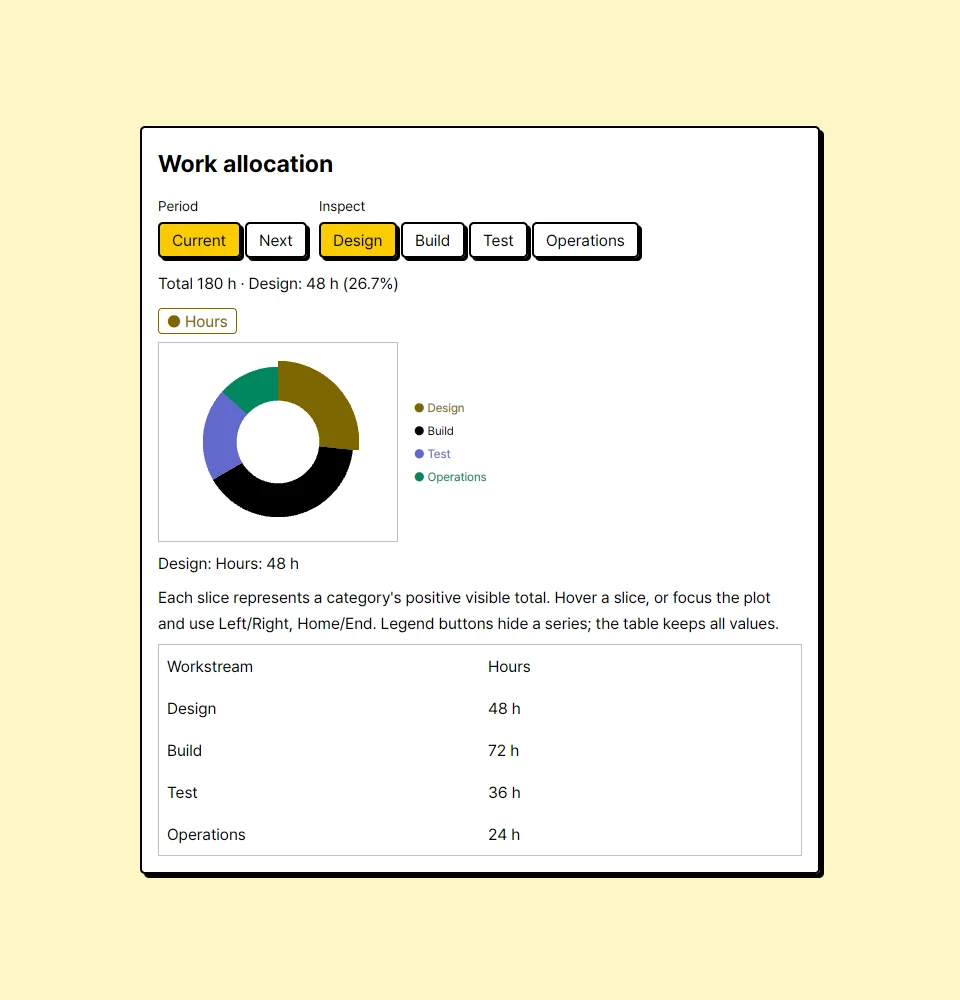 Work allocation
Period Inspect
Current Next Design Build Test Operations
Total 180 h · Design: 48 h (26.7%)
Hours
Design
Build
Test
Operations
Design: Hours: 48 h
Each slice represents a category's positive visible total. Hover a slice, or focus the plot
and use Left/Right, Home/End. Legend buttons hide a series; the table keeps all values.
Workstream Hours
Design 48 h
Build 72 h
Test 36 h
Operations 24 h